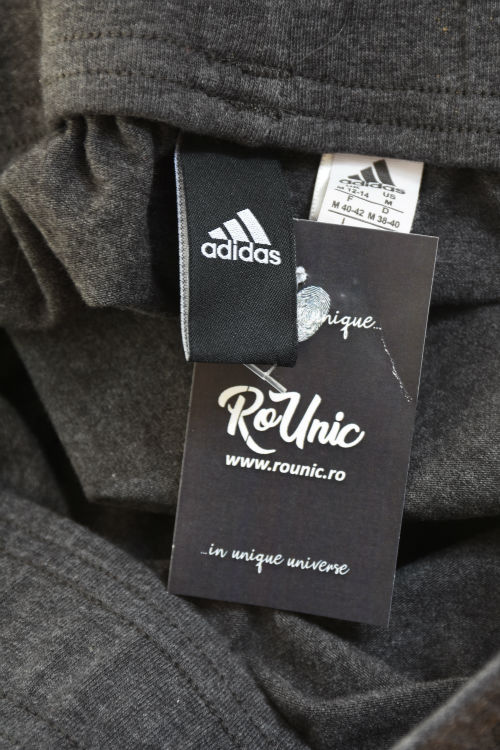 adidas
adidas
12-14 US
F M
M 40-42 D
M 38-40
I
unique...
RoUnic
www.rounic.ro
...in unique universe